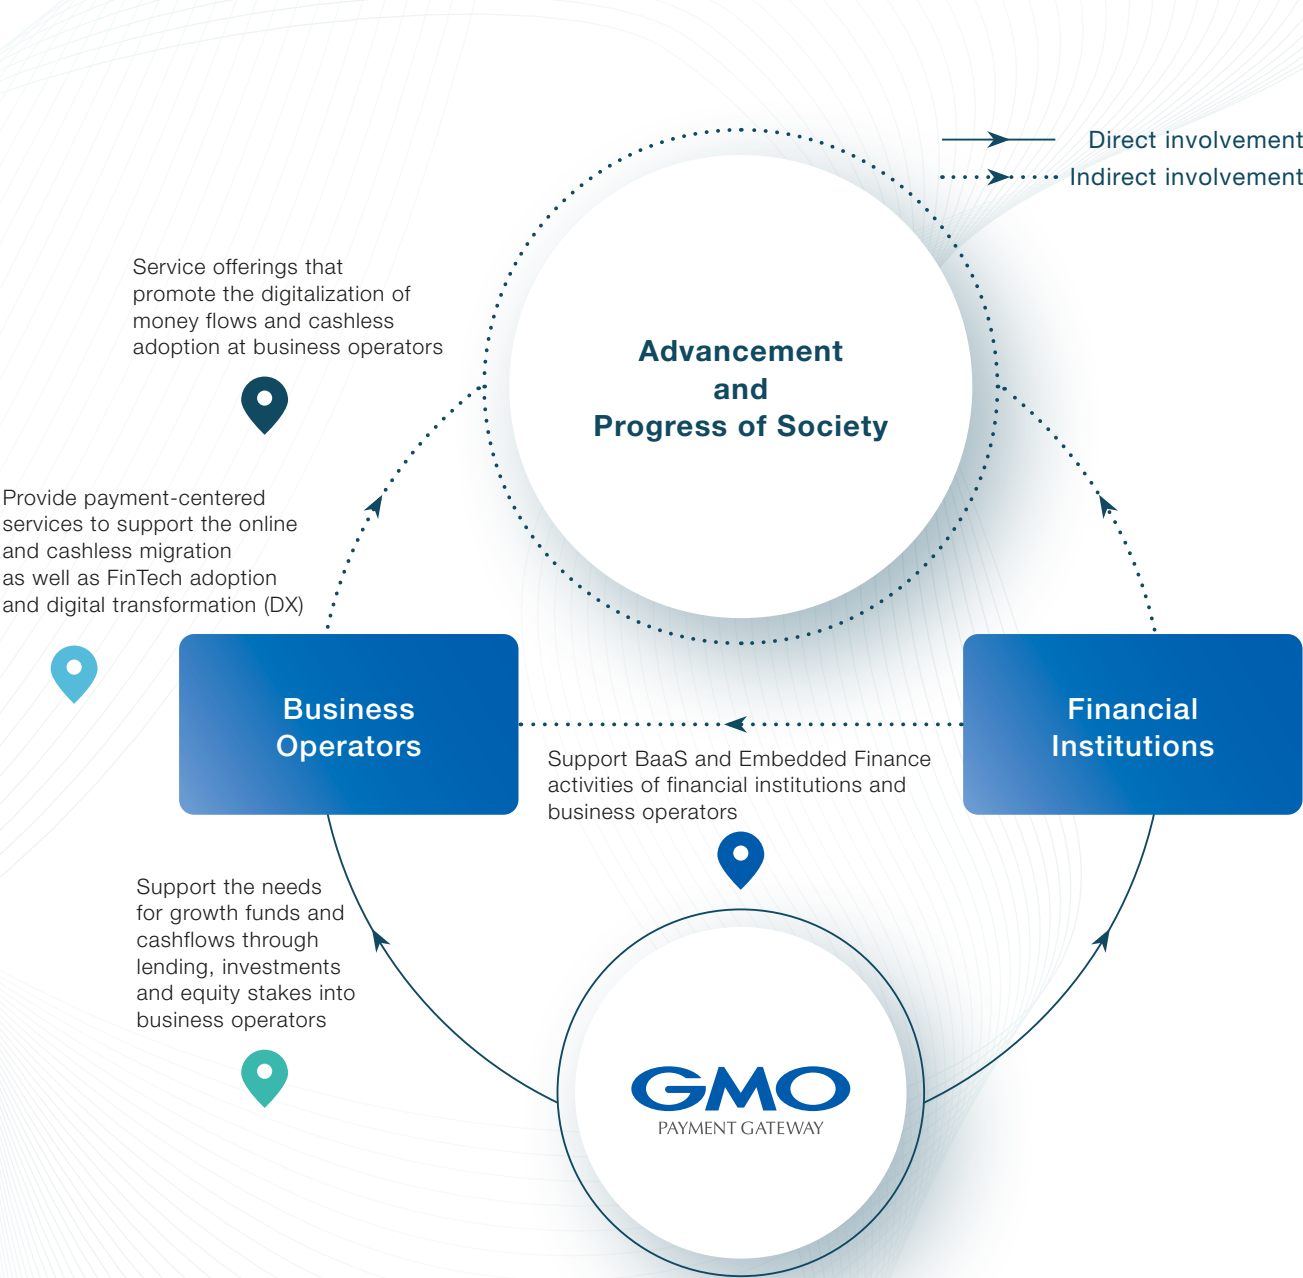 Direct involvement
Indirect involvement
Service offerings that
promote the digitalization of
money flows and cashless
adoption at business operators
Advancement
and
Progress of Society
Provide payment-centered
services to support the online
and cashless migration
as well as FinTech adoption
and digital transformation (DX)
Business
Operators
Financial
Institutions
Support BaaS and Embedded Finance
activities of financial institutions and
business operators
Support the needs
for growth funds and
cashflows through
lending, investments
and equity stakes into
business operators
GMO
PAYMENT GATEWAY